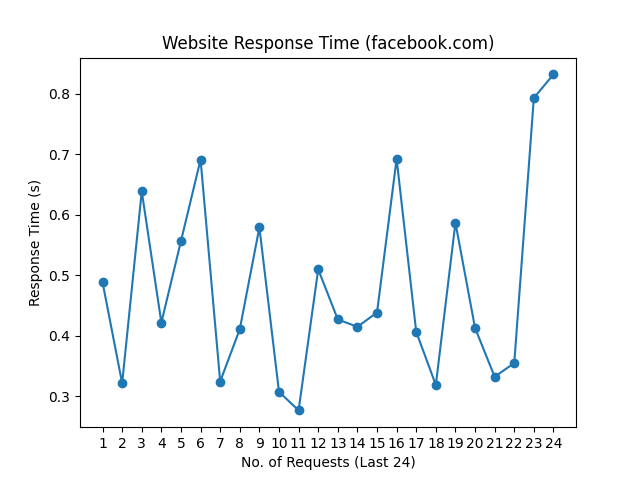 Website Response Time (facebook.com)
0.8
0.7
0.6
0.5
0.4
0.3
Response Time (s)
1 2 3 4 5 6 7 8 9 10 11 12 13 14 15 16 17 18 19 20 21 22 23 24
No. of Requests (Last 24)